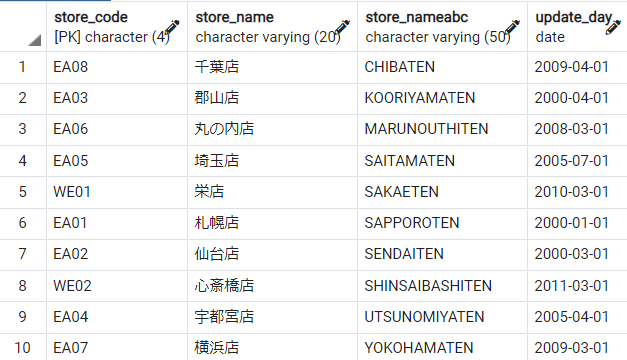 store_code store_name store_nameabc update_day
[PK] character (4) character varying (20) character varying (50) date
1 EA08 千葉店 CHIBATEN 2009-04-01
2 EA03 郡山店 KOORIYAMATEN 2000-04-01
3 EA06 丸の内店 MARUNOUTHITEN 2008-03-01
4 EA05 埼玉店 SAITAMATEN 2005-07-01
5 WE01 栄店 SAKAETEN 2010-03-01
6 EA01 札幌店 SAPPOROTEN 2000-01-01
7 EA02 仙台店 SENDAITEN 2000-03-01
8 WE02 心斎橋店 SHINSAIBASHITEN 2011-03-01
9 EA04 宇都宮店 UTSUNOMIYATEN 2005-04-01
10 EA07 横浜店 YOKOHAMATEN 2009-03-01